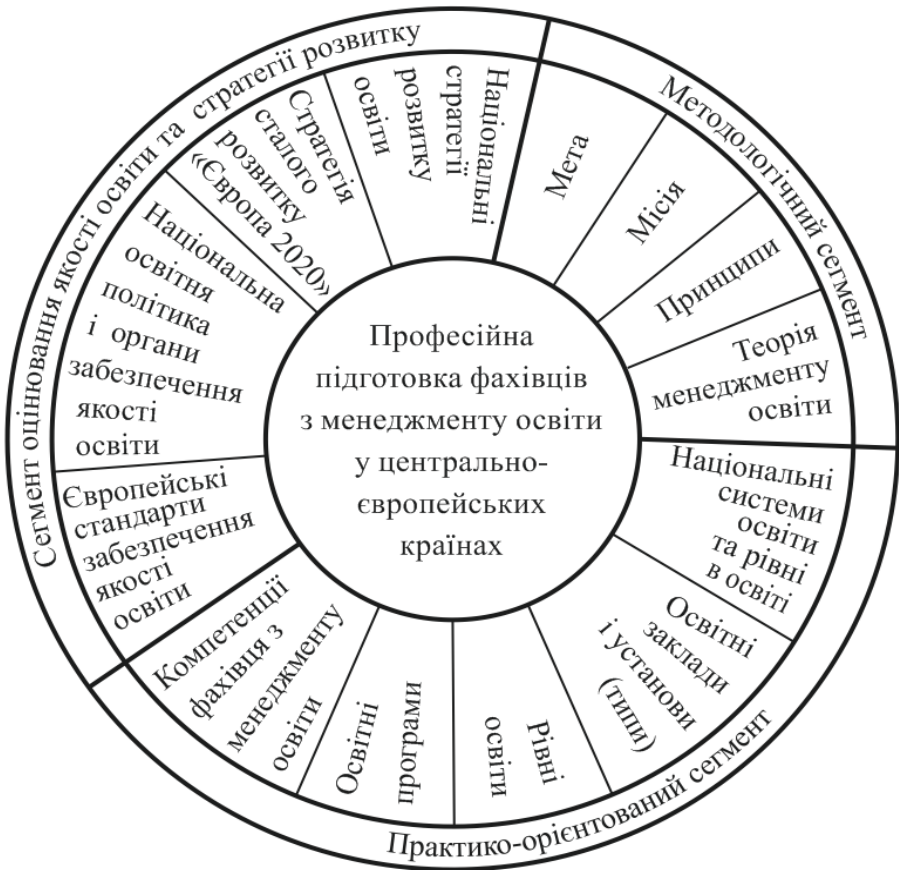 Професійна
підготовка фахівців
з менеджменту освіти
у центрально-
європейських
країнах
Методологічний сегмент
Мета
Місія
Принципи
Теорія
менеджменту
освіти
Практико-орієнтований сегмент
Національні
системи
освіти
та рівні
в освіті
Освітні
заклади
і установи
(типи)
Рівні
освіти
Освітні
програми
Компетенції
фахівця з
менеджменту
освіти
Сегмент оцінювання якості освіти та стратегії розвитку
Європейські
стандарти
забезпечення
якості
освіти
Національна
освітня
політика
і органи
забезпечення
якості
освіти
Стратегія
сталого
розвитку
«Європа 2020»
Національні
стратегії
розвитку
освіти